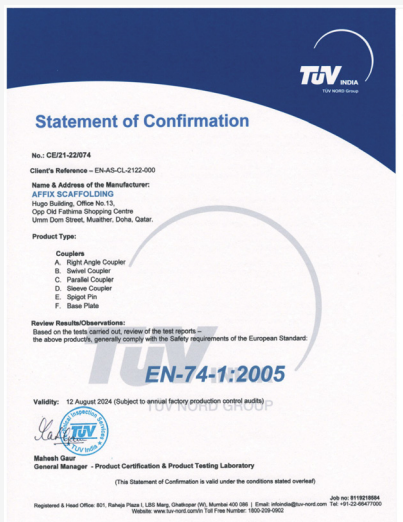 TÜV INDIA
TÜV NORD Group
Statement of Confirmation
No.: CE/21-22/074
Client's Reference – EN-AS-CL-2122-000
Name & Address of the Manufacturer:
AFFIX SCAFFOLDING
Hugo Building, Office No.13,
Opp Old Fathima Shopping Centre
Umm Dom Street, Muaither, Doha, Qatar.
Product Type:
Couplers
A. Right Angle Coupler
B. Swivel Coupler
C. Parallel Coupler
D. Sleeve Coupler
E. Spigot Pin
F. Base Plate
Review Results/Observations:
Based on the tests carried out, review of the test reports –
the above product/s, generally comply with the Safety requirements of the European Standard:
TÜV
EN-74-1:2005
Validity: 12 August 2024 (Subject to annual factory production control audits)
TÜV NORD GROUP
Inspection Services
TÜV
TUV India
Mahesh Gaur
General Manager - Product Certification & Product Testing Laboratory
(This Statement of Confirmation is valid under the conditions stated overleaf)
Job no: 8119218684
Registered & Head Office: 801, Raheja Plaza I, LBS Marg, Ghatkoper (W), Mumbai 400 086 | Email: infoindia@tuv-nord.com Tel: +91-22-66477000
Website: www.tuv-nord.com/in Toll Free Number: 1800-209-0902